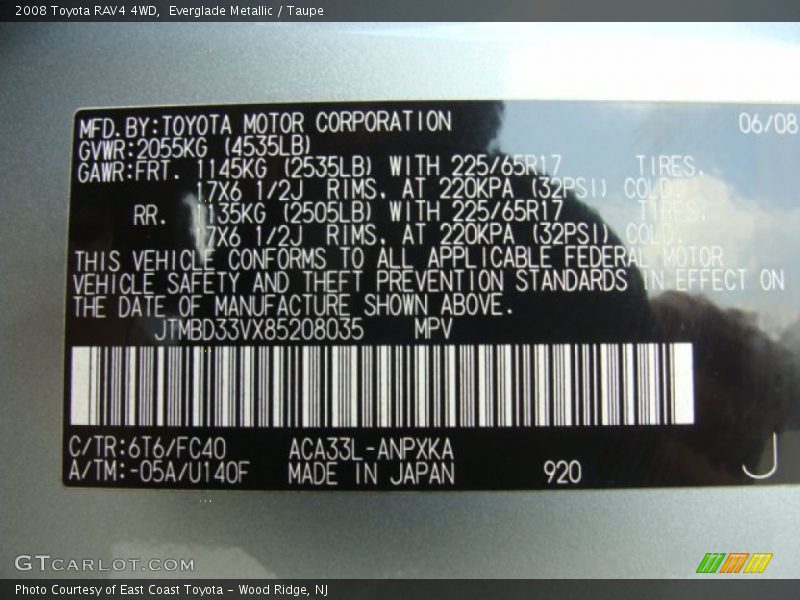 2008 Toyota RAV4 4WD,  Everglade Metallic / Taupe
MFD.BY:TOYOTA MOTOR CORPORATION 06/08
GVWR:2055KG (4535LB)
GAWR:FRT. 1145KG (2535LB) WITH 225/65R17 TIRES.
17X6 1/2J RIMS. AT 220KPA (32PSI) COLD.
RR. 1135KG (2505LB) WITH 225/65R17 TIRES.
17X6 1/2J RIMS. AT 220KPA (32PSI) COLD.
THIS VEHICLE CONFORMS TO ALL APPLICABLE FEDERAL MOTOR
VEHICLE SAFETY AND THEFT PREVENTION STANDARDS IN EFFECT ON
THE DATE OF MANUFACTURE SHOWN ABOVE.
JTMBD33VX85208035 MPV
C/TR:6T6/FC40 ACA33L-ANPXKA
A/TM:-05A/U140F MADE IN JAPAN 920 J
GTCARLOT.COM
Photo Courtesy of East Coast Toyota – Wood Ridge, NJ